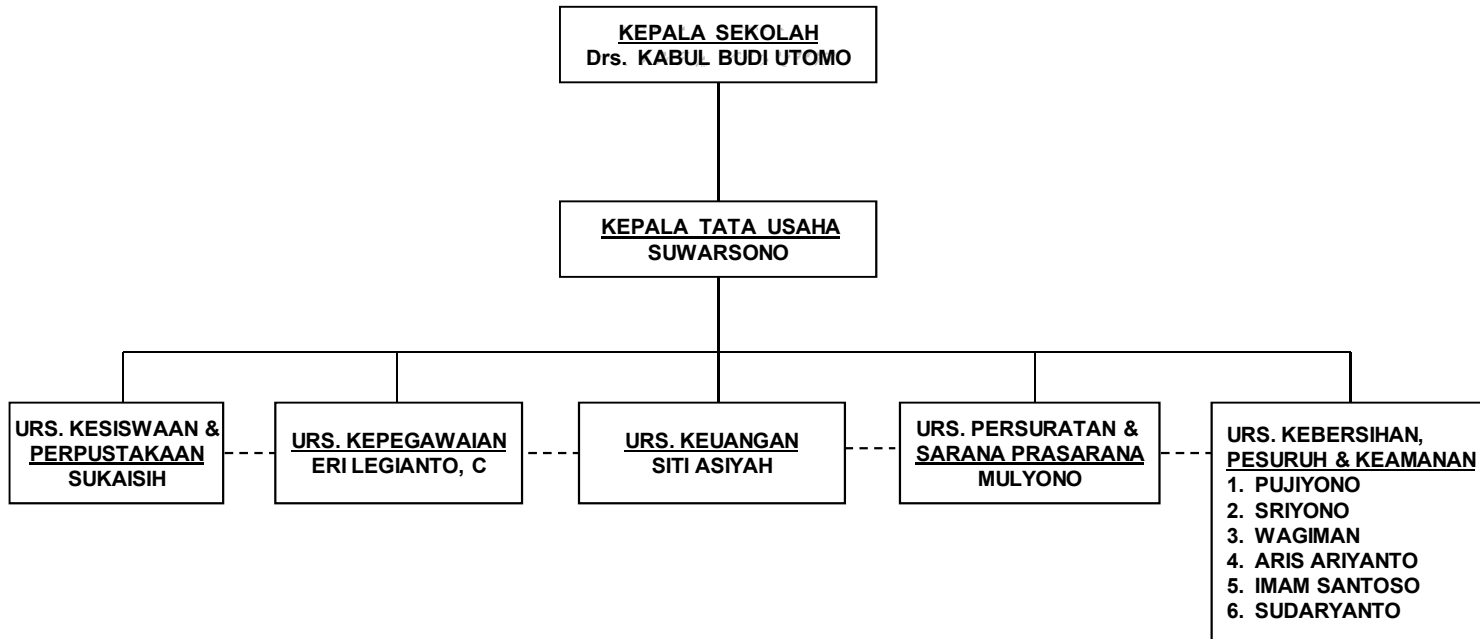 KEPALA SEKOLAH
Drs. KABUL BUDI UTOMO
KEPALA TATA USAHA
SUWARSONO
URS. KESISWAAN &
PERPUSTAKAAN
SUKAISIH
URS. KEPEGAWAIAN
ERI LEGIANTO, C
URS. KEUANGAN
SITI ASIYAH
URS. PERSURATAN &
SARANA PRASARANA
MULYONO
URS. KEBERSIHAN,
PESURUH & KEAMANAN
1. PUJIYONO
2. SRIYONO
3. WAGIMAN
4. ARIS ARIYANTO
5. IMAM SANTOSO
6. SUDARYANTO